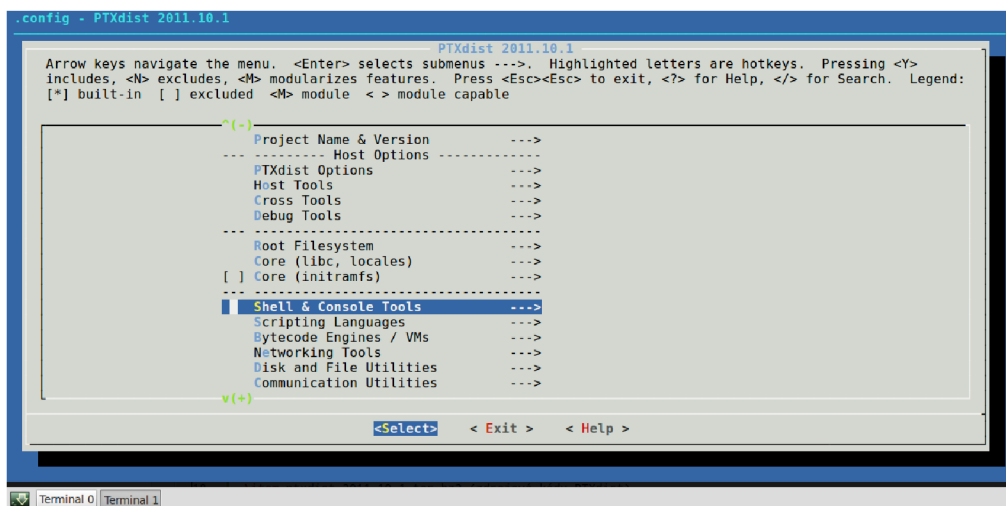 .config - PTXdist 2011.10.1
PTXdist 2011.10.1
Arrow keys navigate the menu. <Enter> selects submenus --->. Highlighted letters are hotkeys. Pressing <Y>
includes, <N> excludes, <M> modularizes features. Press <Esc><Esc> to exit, <?> for Help, </> for Search. Legend:
[*] built-in [ ] excluded <M> module < > module capable
^(-)
Project Name & Version --->
--- --------- Host Options -------------
PTXdist Options --->
Host Tools --->
Cross Tools --->
Debug Tools --->
--- ----------------------------------
Root Filesystem --->
Core (libc, locales) --->
[ ] Core (initramfs) --->
--- ----------------------------------
Shell & Console Tools --->
Scripting Languages --->
Bytecode Engines / VMs --->
Networking Tools --->
Disk and File Utilities --->
Communication Utilities --->
v(+)
<Select> < Exit > < Help >
Terminal 0 Terminal 1